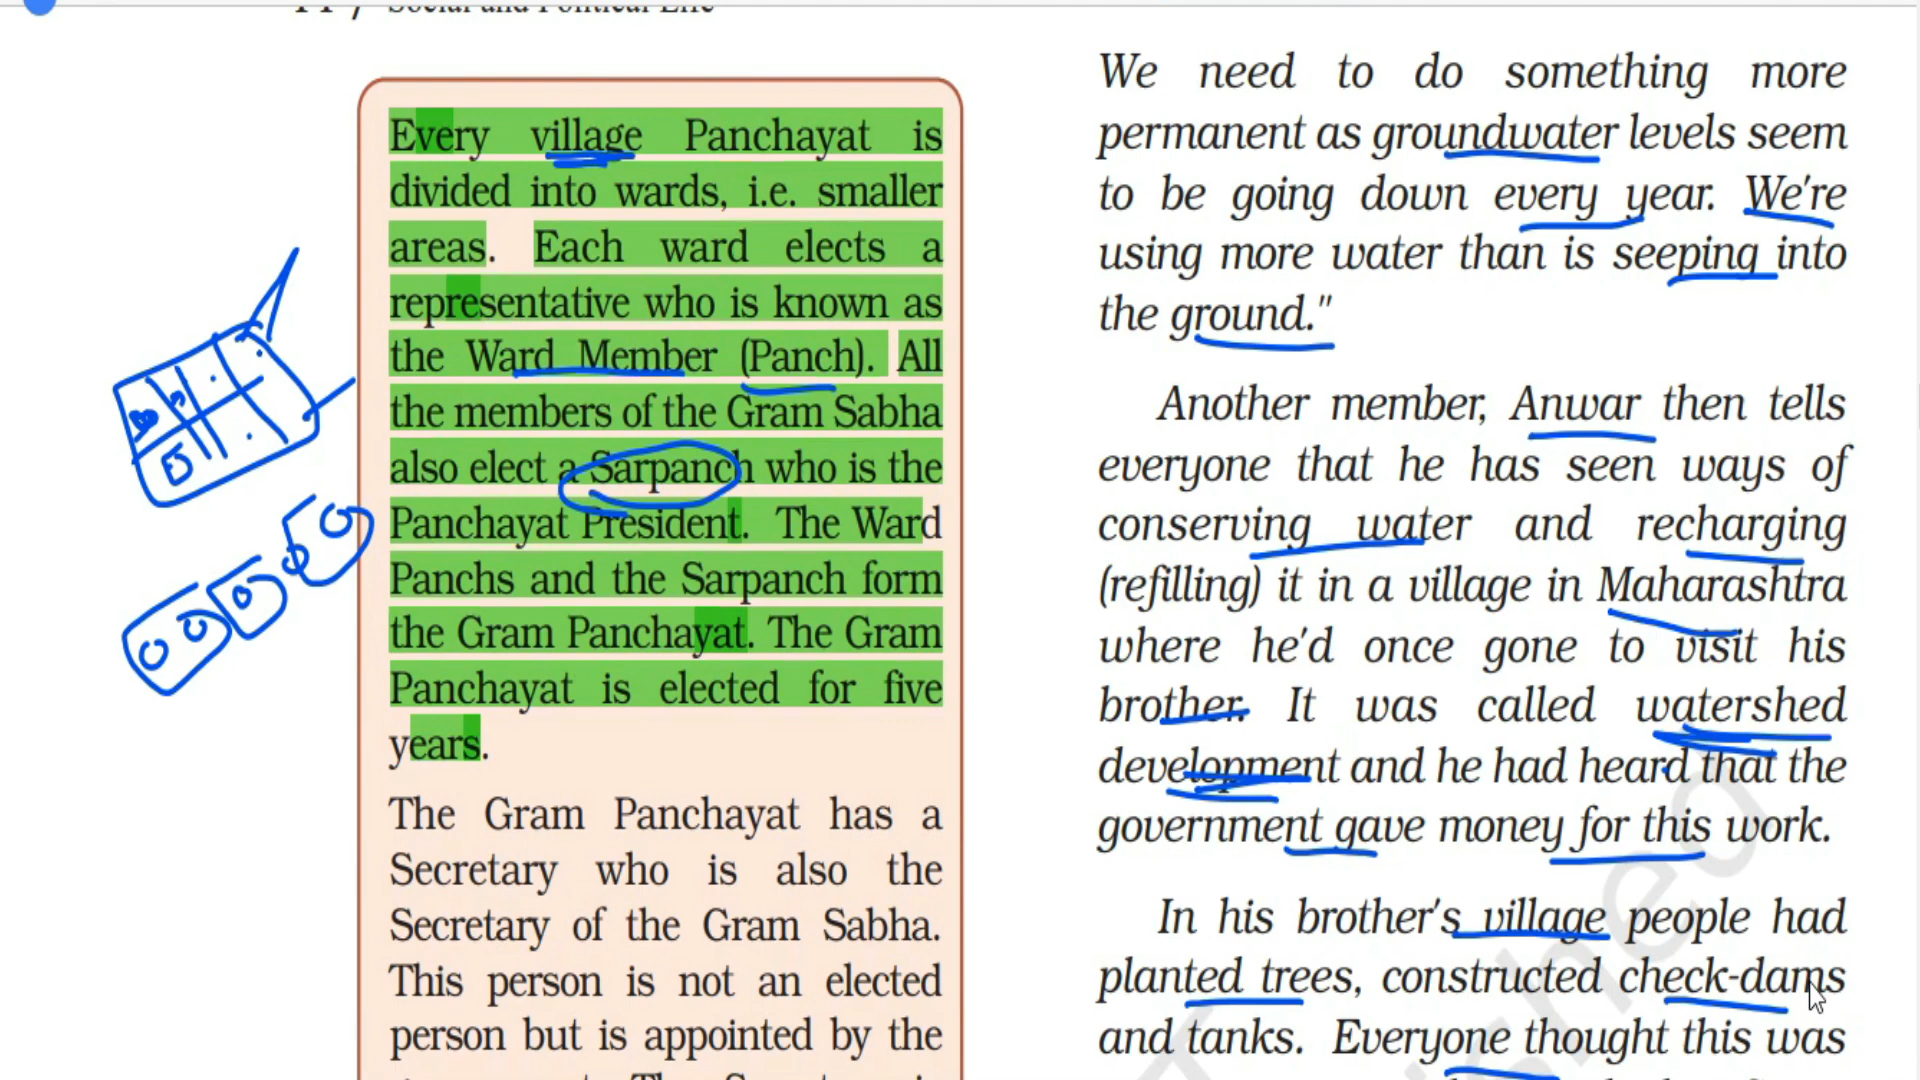 Social and Political Life
Every village Panchayat is
divided into wards, i.e. smaller
areas. Each ward elects a
representative who is known as
the Ward Member (Panch). All
the members of the Gram Sabha
also elect a Sarpanch who is the
Panchayat President. The Ward
Panchs and the Sarpanch form
the Gram Panchayat. The Gram
Panchayat is elected for five
years.
The Gram Panchayat has a
Secretary who is also the
Secretary of the Gram Sabha.
This person is not an elected
person but is appointed by the
We need to do something more
permanent as groundwater levels seem
to be going down every year. We're
using more water than is seeping into
the ground."
Another member, Anwar then tells
everyone that he has seen ways of
conserving water and recharging
(refilling) it in a village in Maharashtra
where he'd once gone to visit his
brother. It was called watershed
development and he had heard that the
government gave money for this work.
In his brother's village people had
planted trees, constructed check-dams
and tanks. Everyone thought this was